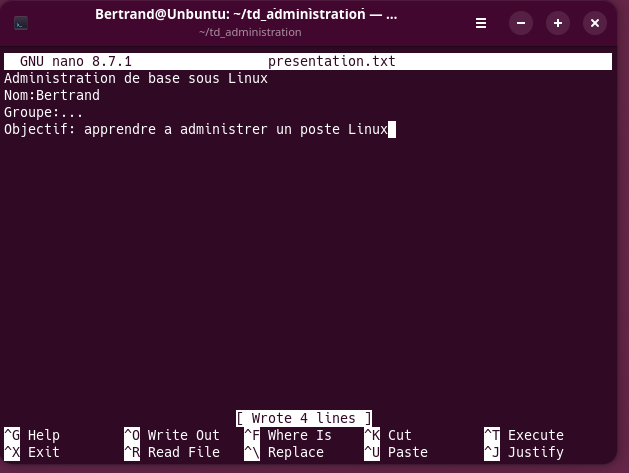 Bertrand@Unbuntu: ~/td_administration — ...
~/td_administration
GNU nano 8.7.1 presentation.txt
Administration de base sous Linux
Nom:Bertrand
Groupe:...
Objectif: apprendre a administrer un poste Linux
[ Wrote 4 lines ]
^G Help ^O Write Out ^F Where Is ^K Cut ^T Execute
^X Exit ^R Read File ^\ Replace ^U Paste ^J Justify